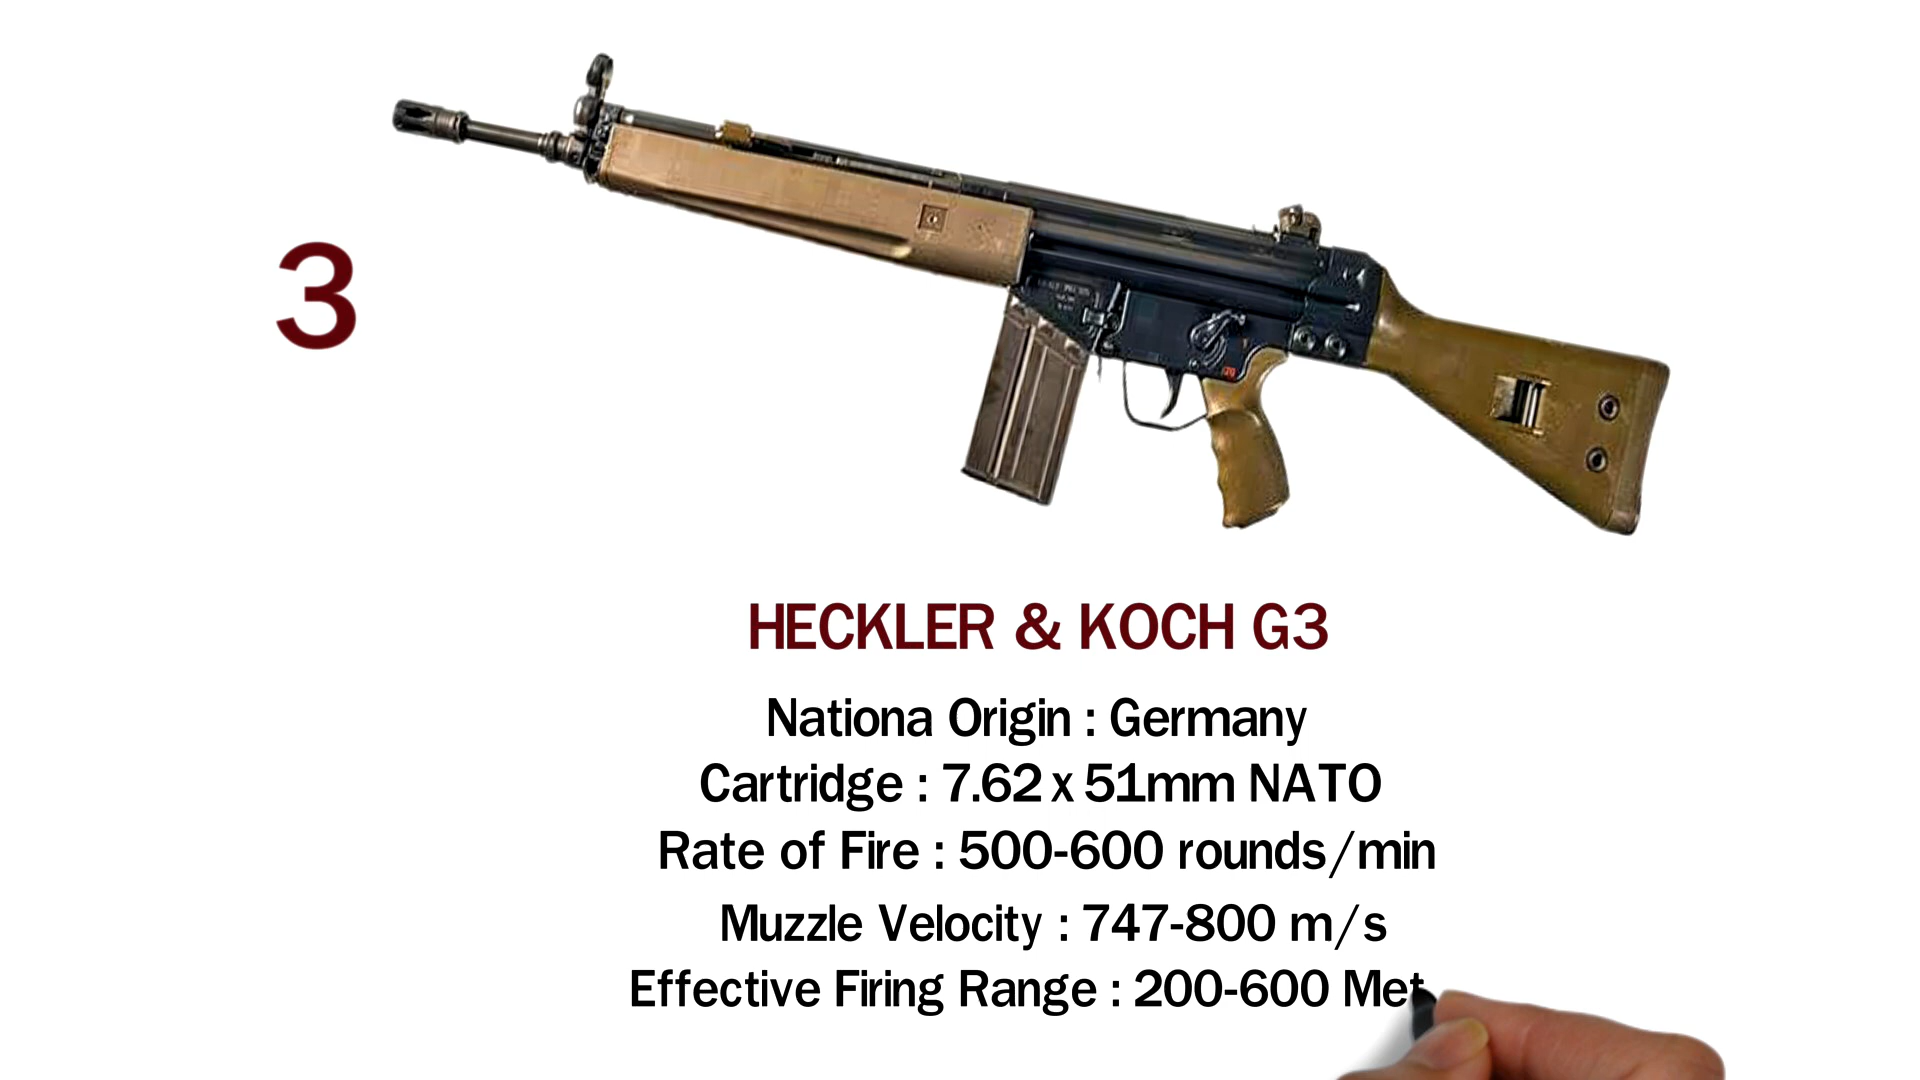 3
HECKLER & KOCH G3
Nationa Origin : Germany
Cartridge : 7.62 x 51mm NATO
Rate of Fire : 500-600 rounds/min
Muzzle Velocity : 747-800 m/s
Effective Firing Range : 200-600 Met